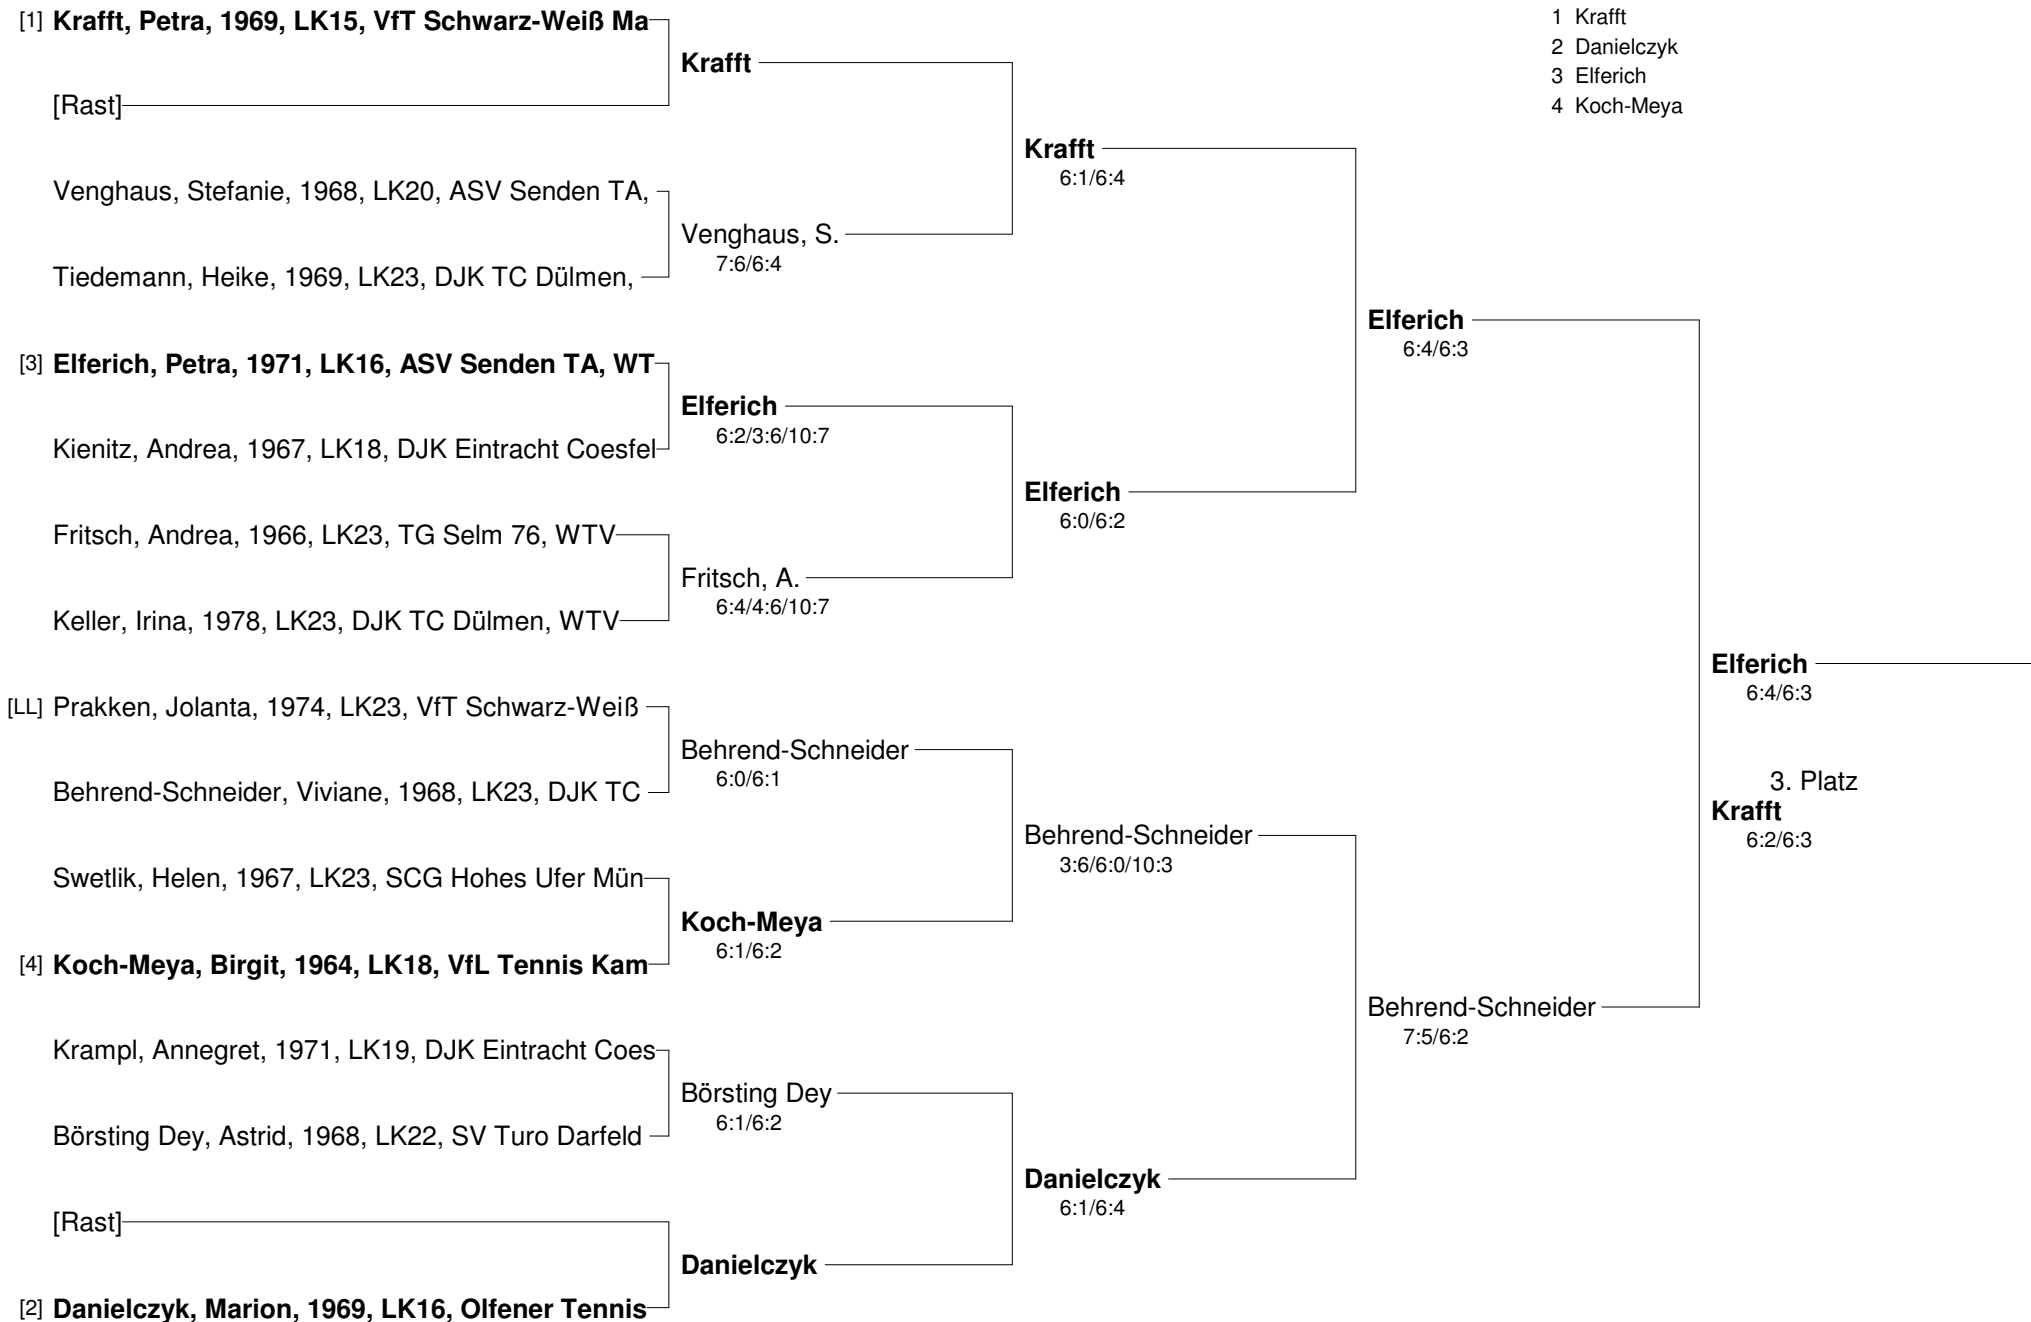 [1] Krafft, Petra, 1969, LK15, VfT Schwarz-Weiß Ma
[Rast]
Venghaus, Stefanie, 1968, LK20, ASV Senden TA,
Tiedemann, Heike, 1969, LK23, DJK TC Dülmen,
[3] Elferich, Petra, 1971, LK16, ASV Senden TA, WT
Kienitz, Andrea, 1967, LK18, DJK Eintracht Coesfel
Fritsch, Andrea, 1966, LK23, TG Selm 76, WTV
Keller, Irina, 1978, LK23, DJK TC Dülmen, WTV
[LL] Prakken, Jolanta, 1974, LK23, VfT Schwarz-Weiß
Behrend-Schneider, Viviane, 1968, LK23, DJK TC
Swetlik, Helen, 1967, LK23, SCG Hohes Ufer Mün
[4] Koch-Meya, Birgit, 1964, LK18, VfL Tennis Kam
Krampl, Annegret, 1971, LK19, DJK Eintracht Coes
Börsting Dey, Astrid, 1968, LK22, SV Turo Darfeld
[Rast]
[2] Danielczyk, Marion, 1969, LK16, Olfener Tennis
Krafft
Venghaus, S.
7:6/6:4
Elferich
6:2/3:6/10:7
Fritsch, A.
6:4/4:6/10:7
Behrend-Schneider
6:0/6:1
Koch-Meya
6:1/6:2
Börsting Dey
6:1/6:2
Danielczyk
Krafft
6:1/6:4
Elferich
6:0/6:2
Behrend-Schneider
3:6/6:0/10:3
Danielczyk
6:1/6:4
Elferich
6:4/6:3
Behrend-Schneider
7:5/6:2
1 Krafft
2 Danielczyk
3 Elferich
4 Koch-Meya
Elferich
6:4/6:3
3. Platz
Krafft
6:2/6:3